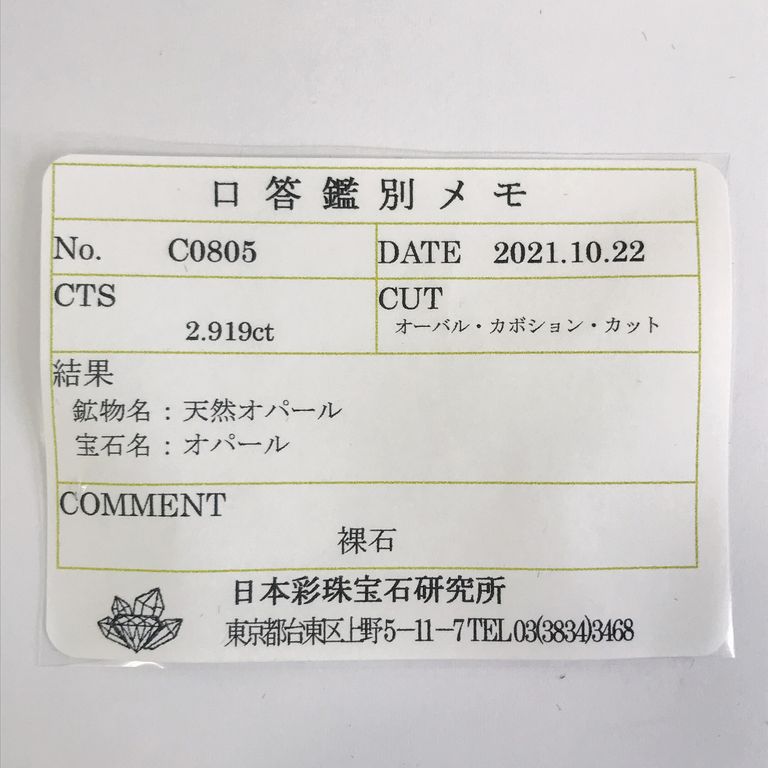 口答鑑別メモ
No. C0805 DATE 2021.10.22
CTS CUT
2.919ct オーバル・カボション・カット
結果
鉱物名：天然オパール
宝石名：オパール
COMMENT
裸石
日本彩珠宝石研究所
東京都台東区上野5－11－7 TEL 03(3834)3468